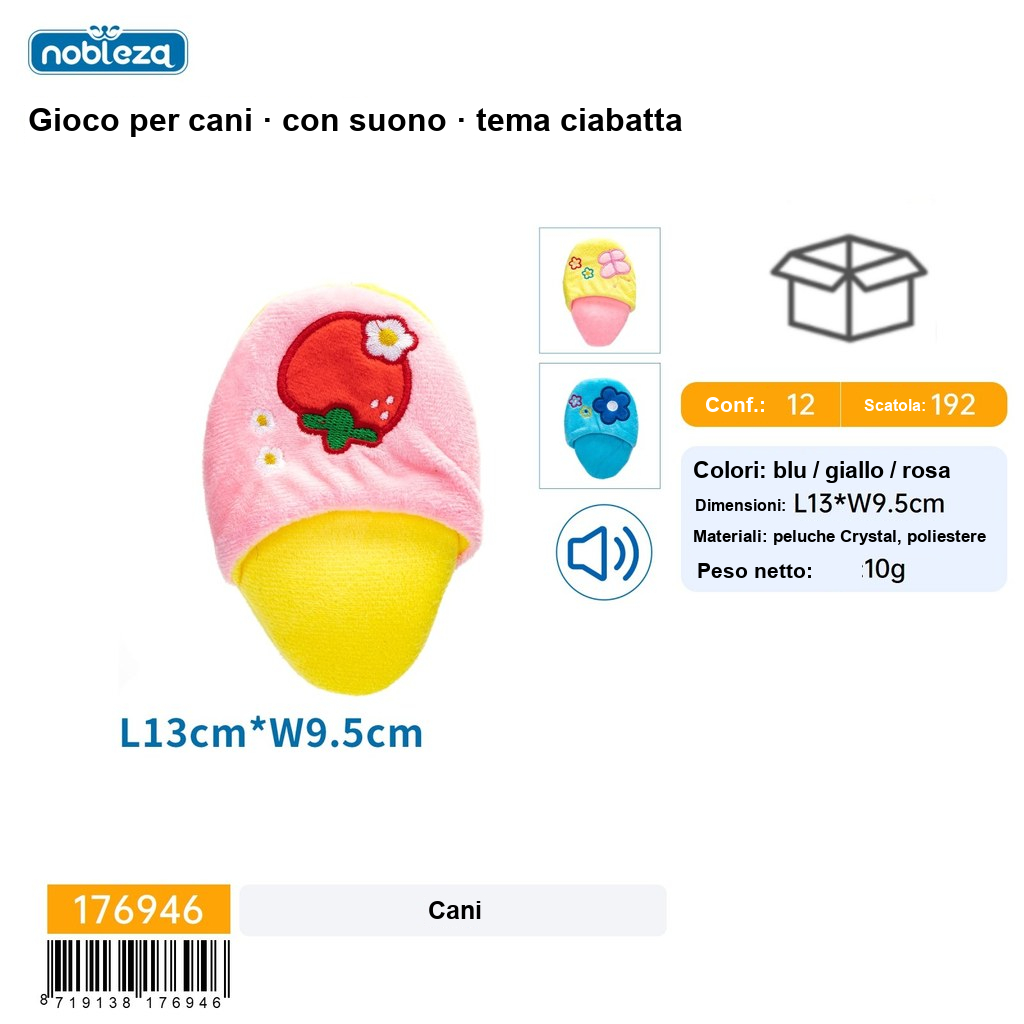 nobleza
Gioco per cani · con suono · tema ciabatta
Conf.: 12 Scatola: 192
Colori: blu / giallo / rosa
Dimensioni: L13*W9.5cm
Materiali: peluche Crystal, poliestere
Peso netto: :10g
L13cm*W9.5cm
176946
Cani
8 719138 176946